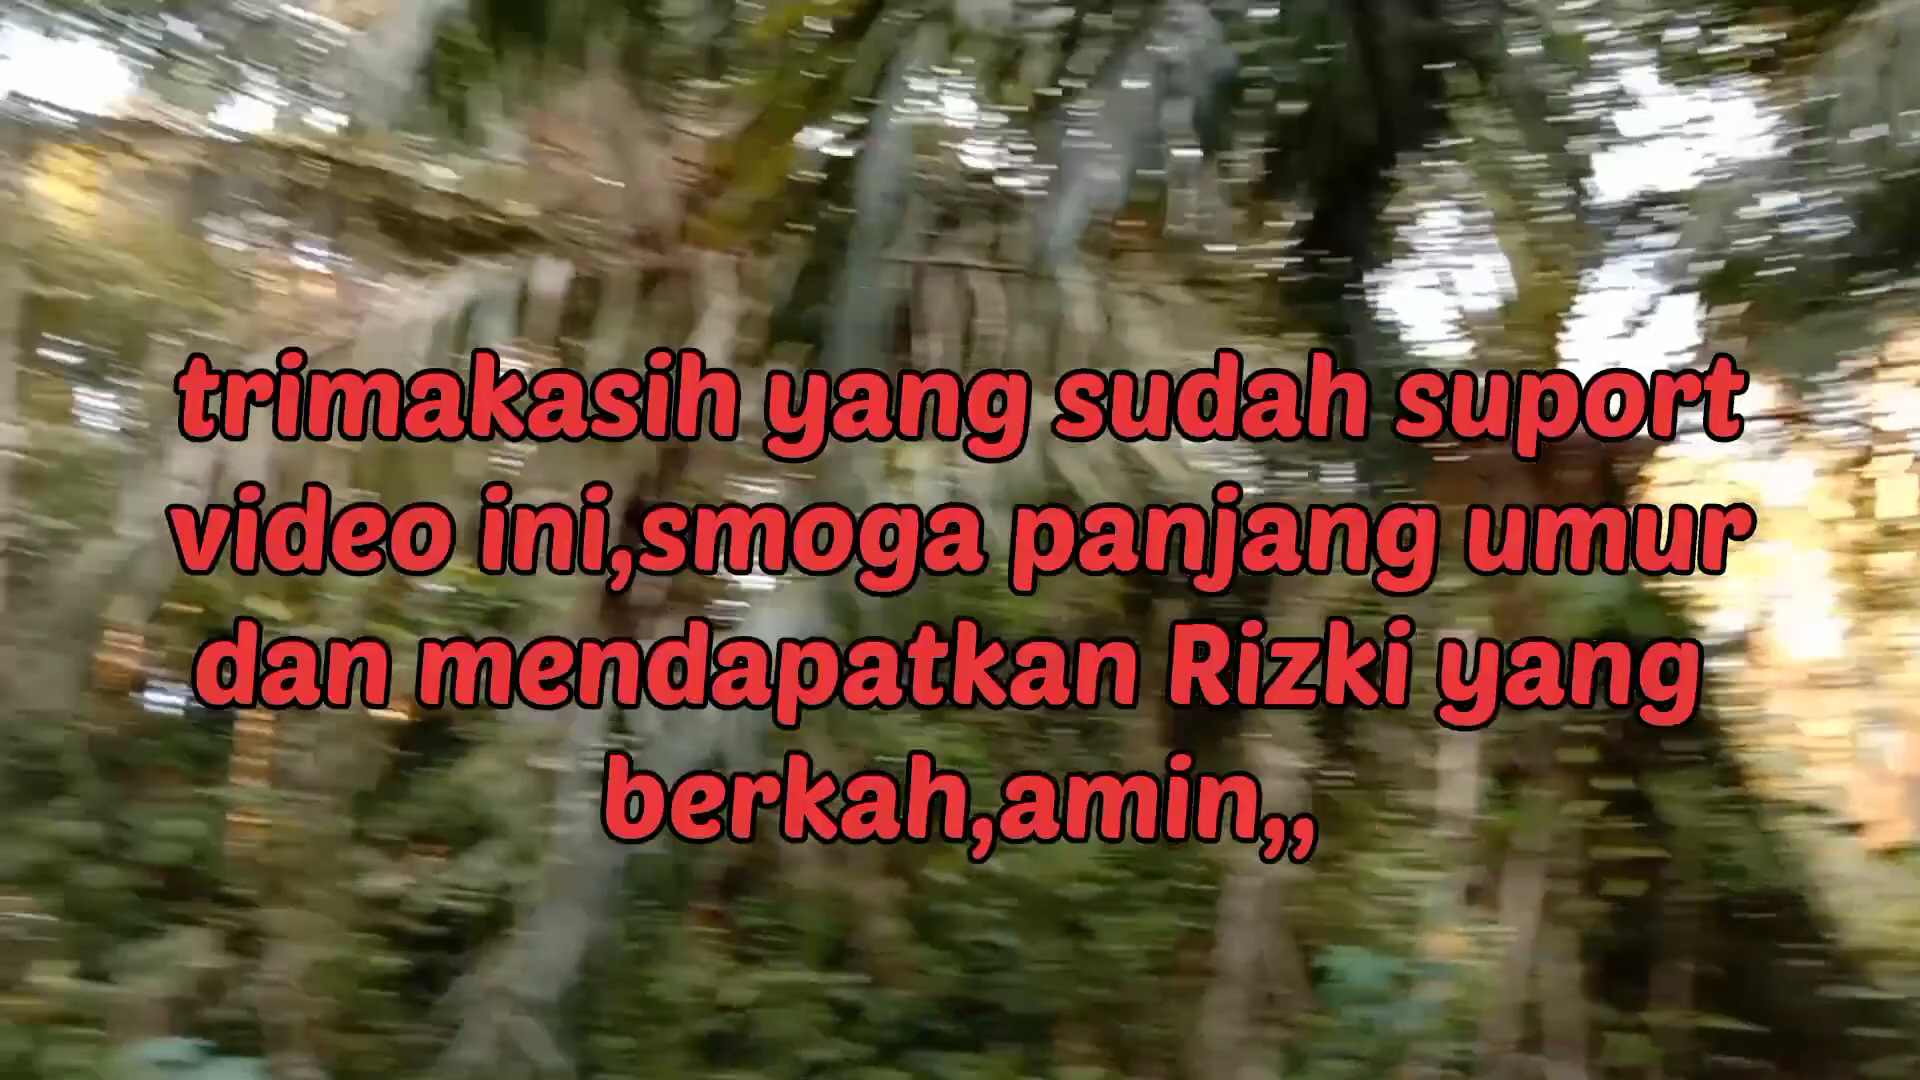 trimakasih yang sudah suport
video ini,smoga panjang umur
dan mendapatkan Rizki yang
berkah,amin,,